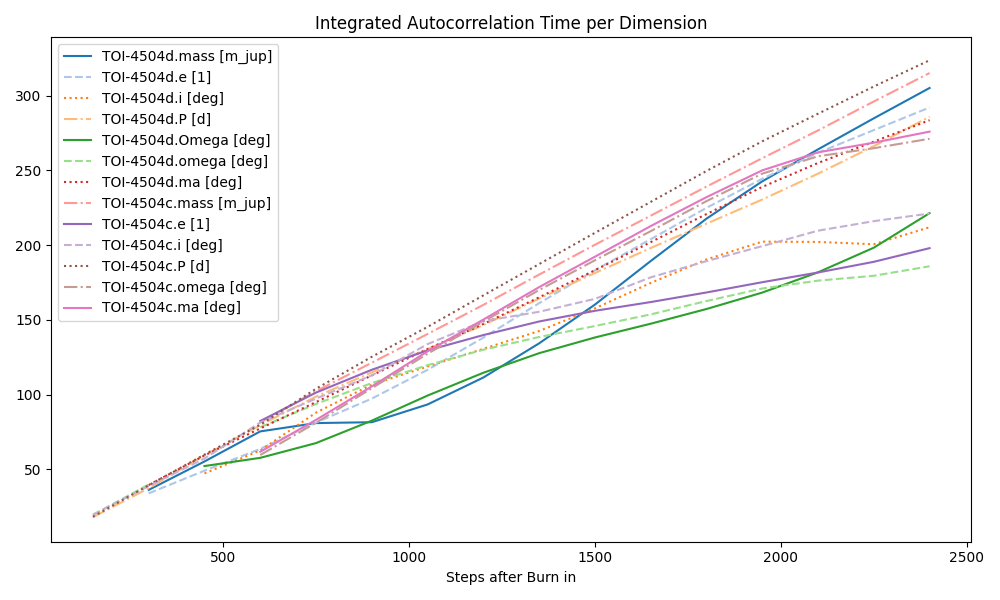 Integrated Autocorrelation Time per Dimension
TOI-4504d.mass [m_jup]
TOI-4504d.e [1]
TOI-4504d.i [deg]
TOI-4504d.P [d]
TOI-4504d.Omega [deg]
TOI-4504d.omega [deg]
TOI-4504d.ma [deg]
TOI-4504c.mass [m_jup]
TOI-4504c.e [1]
TOI-4504c.i [deg]
TOI-4504c.P [d]
TOI-4504c.omega [deg]
TOI-4504c.ma [deg]
300
250
200
150
100
50
500
1000
1500
2000
2500
Steps after Burn in